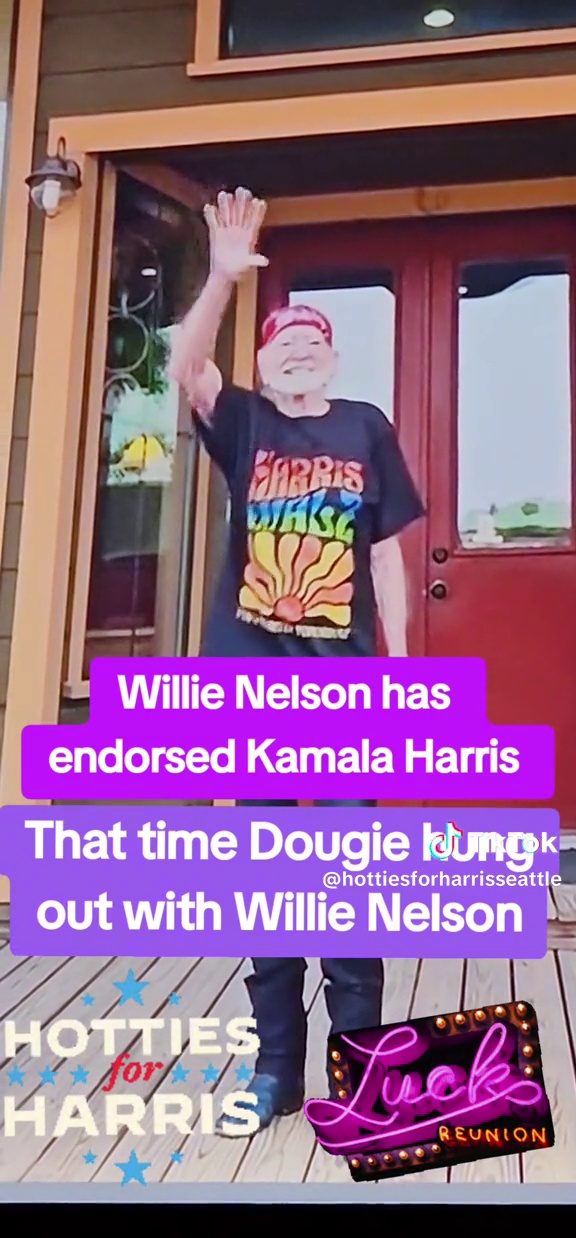 HARRIS
WALZ
Willie Nelson has
endorsed Kamala Harris
That time Dougie hung
out with Willie Nelson
TikTok
@hottiesforharrisseattle
HOTTIES
for
HARRIS
Luck
REUNION